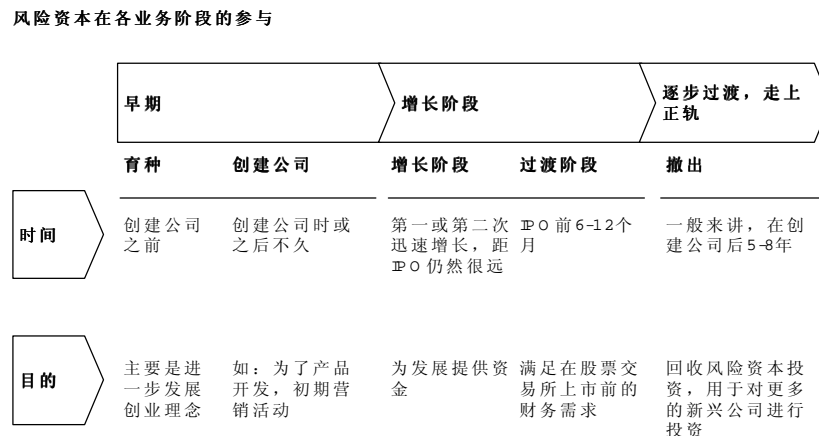 风险资本在各业务阶段的参与
早期
增长阶段
逐步过渡，走上
正轨
育种
创建公司
增长阶段
过渡阶段
撤出
时间
创建公司
之前
创建公司时或
之后不久
第一或第二次
迅速增长，距
IPO仍然很远
IPO前6-12个
月
一般来讲，在创
建公司后5-8年
目的
主要是进
一步发展
创业理念
如：为了产品
开发，初期营
销活动
为发展提供资
金
满足在股票交
易所上市前的
财务需求
回收风险资本投
资，用于对更多
的新兴公司进行
投资